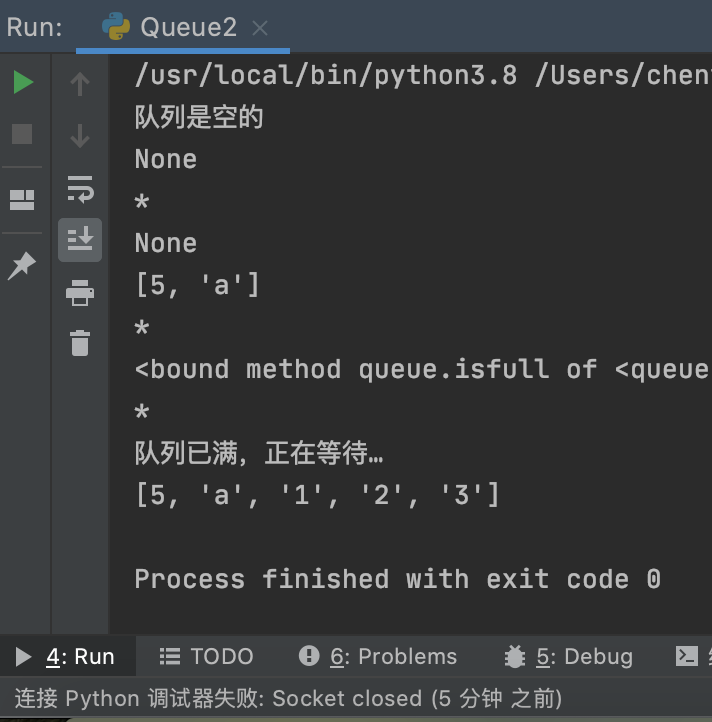 Run: Queue2
/usr/local/bin/python3.8 /Users/chen
队列是空的
None
*
None
[5, 'a']
*
<bound method queue.isfull of <queue
*
队列已满，正在等待…
[5, 'a', '1', '2', '3']
Process finished with exit code 0
4: Run TODO 6: Problems 5: Debug
连接 Python 调试器失败: Socket closed (5 分钟 之前)